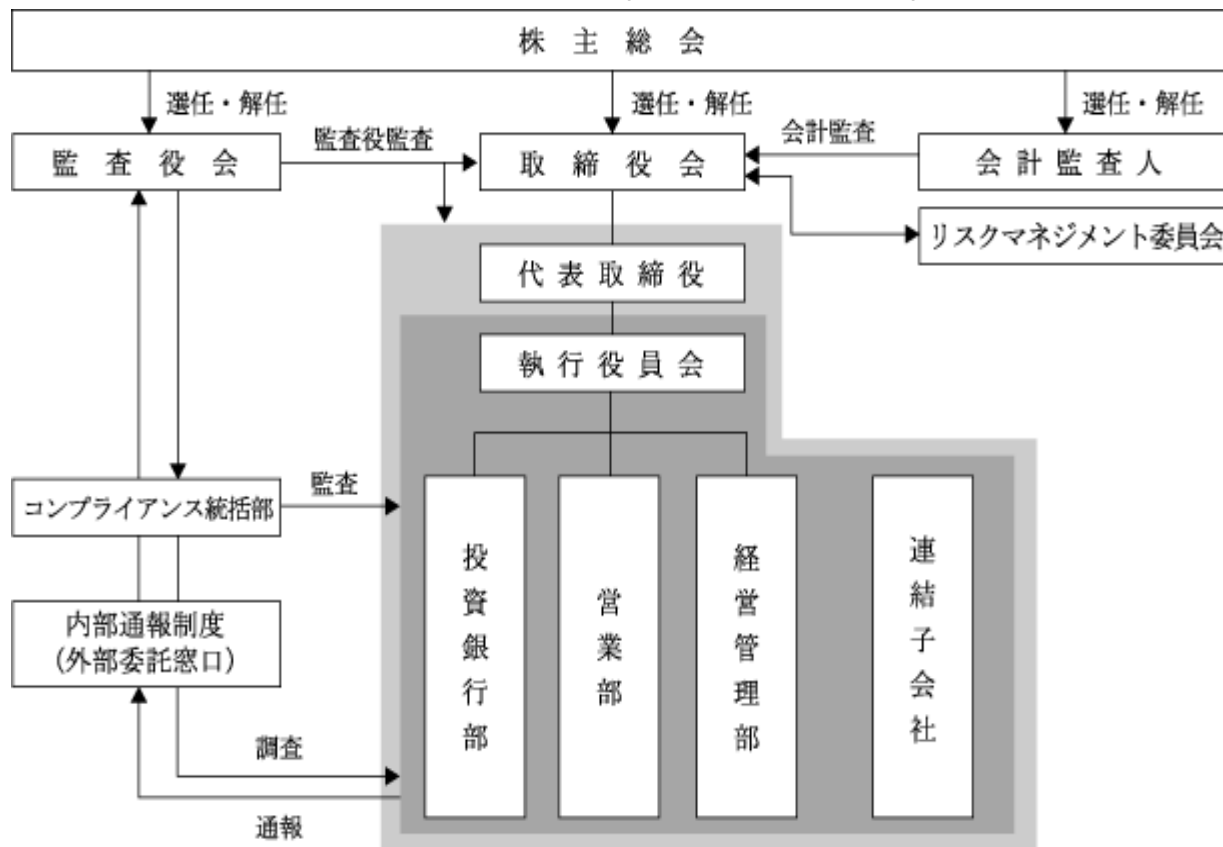 株主総会
選任・解任
選任・解任
選任・解任
監査役会
監査役監査
取締役会
会計監査
会計監査人
リスクマネジメント委員会
代表取締役
執行役員会
コンプライアンス統括部
監査
投資銀行部
営業部
経営管理部
連結子会社
内部通報制度
(外部委託窓口)
調査
通報